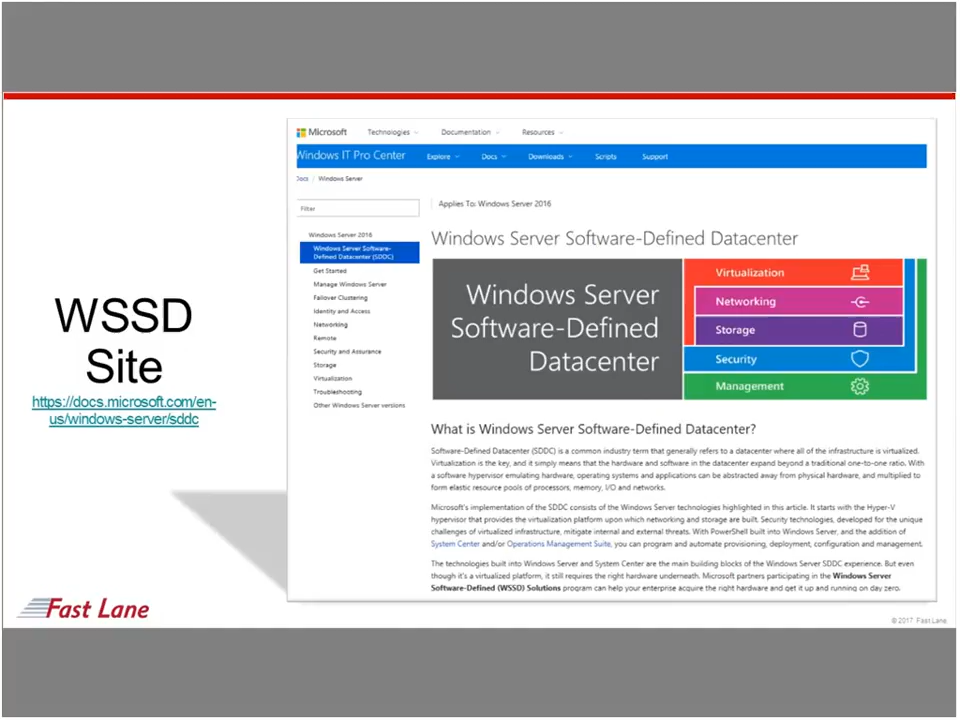 WSSD
Site
https://docs.microsoft.com/en-
us/windows-server/sddc
Microsoft Technologies Documentation Resources
Windows IT Pro Center Explore Docs Downloads Scripts Support
Docs / Windows Server
Filter
Windows Server 2016
Windows Server Software-
Defined Datacenter (SDDC)
Get Started
Manage Windows Server
Failover Clustering
Identity and Access
Networking
Remote
Security and Assurance
Storage
Virtualization
Troubleshooting
Other Windows Server versions
Applies To: Windows Server 2016
Windows Server Software-Defined Datacenter
Windows Server
Software-Defined
Datacenter
Virtualization
Networking
Storage
Security
Management
What is Windows Server Software-Defined Datacenter?
Software-Defined Datacenter (SDDC) is a common industry term that generally refers to a datacenter where all of the infrastructure is virtualized.
Virtualization is the key, and it simply means that the hardware and software in the datacenter expand beyond a traditional one-to-one ratio. With
a software hypervisor emulating hardware, operating systems and applications can be abstracted away from physical hardware, and multiplied to
form elastic resource pools of processors, memory, I/O and networks.
Microsoft's implementation of the SDDC consists of the Windows Server technologies highlighted in this article. It starts with the Hyper-V
hypervisor that provides the virtualization platform upon which networking and storage are built. Security technologies, developed for the unique
challenges of virtualized infrastructure, mitigate internal and external threats. With PowerShell built into Windows Server, and the addition of
System Center and/or Operations Management Suite, you can program and automate provisioning, deployment, configuration and management.
The technologies built into Windows Server and System Center are the main building blocks of the Windows Server SDDC experience. But even
though it's a virtualized platform, it still requires the right hardware underneath. Microsoft partners participating in the Windows Server
Software-Defined (WSSD) Solutions program can help your enterprise acquire the right hardware and get it up and running on day zero.
Fast Lane
© 2017 Fast Lane